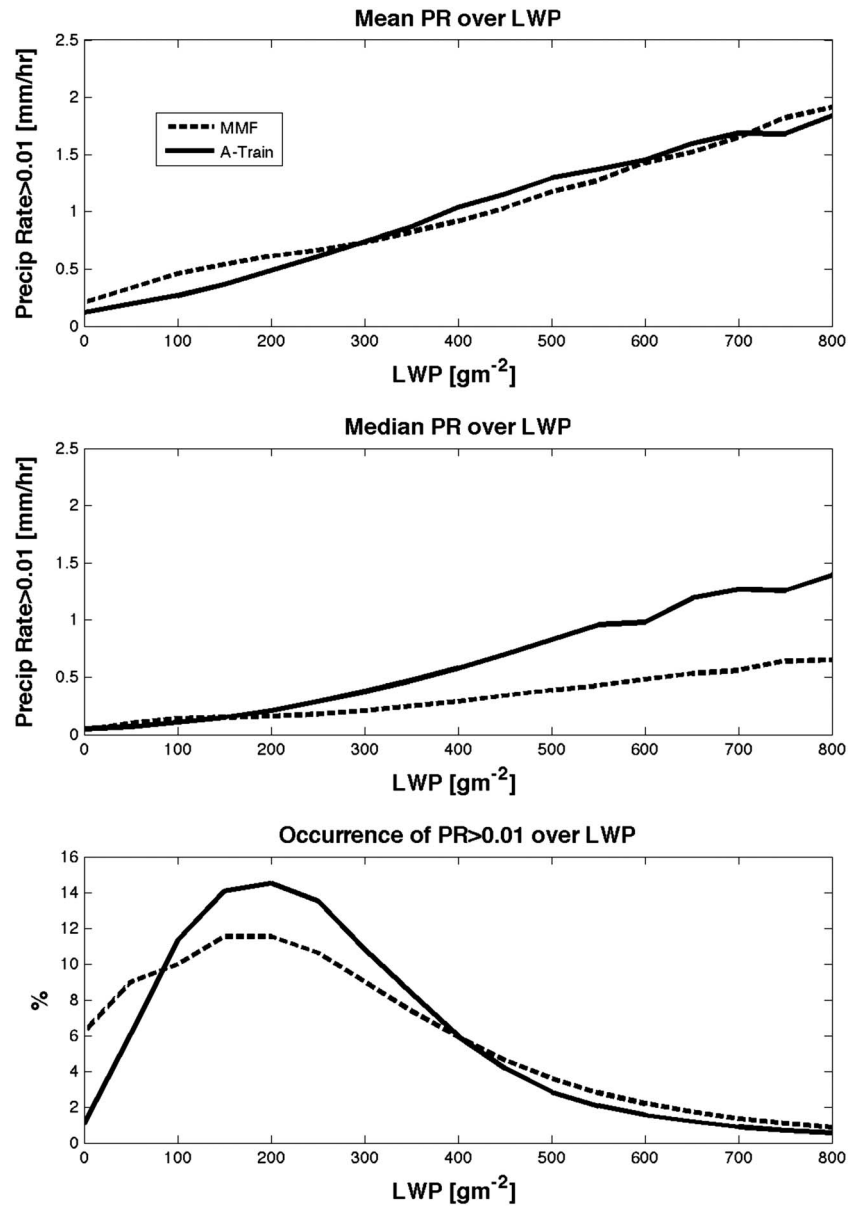 Mean PR over LWP
Precip Rate>0.01 [mm/hr]
2.5
2
1.5
1
0.5
0
MMF
A-Train
0 100 200 300 400 500 600 700 800
LWP [gm-2]
Median PR over LWP
Precip Rate>0.01 [mm/hr]
2.5
2
1.5
1
0.5
0
0 100 200 300 400 500 600 700 800
LWP [gm-2]
Occurrence of PR>0.01 over LWP
%
16
14
12
10
8
6
4
2
0
0 100 200 300 400 500 600 700 800
LWP [gm-2]